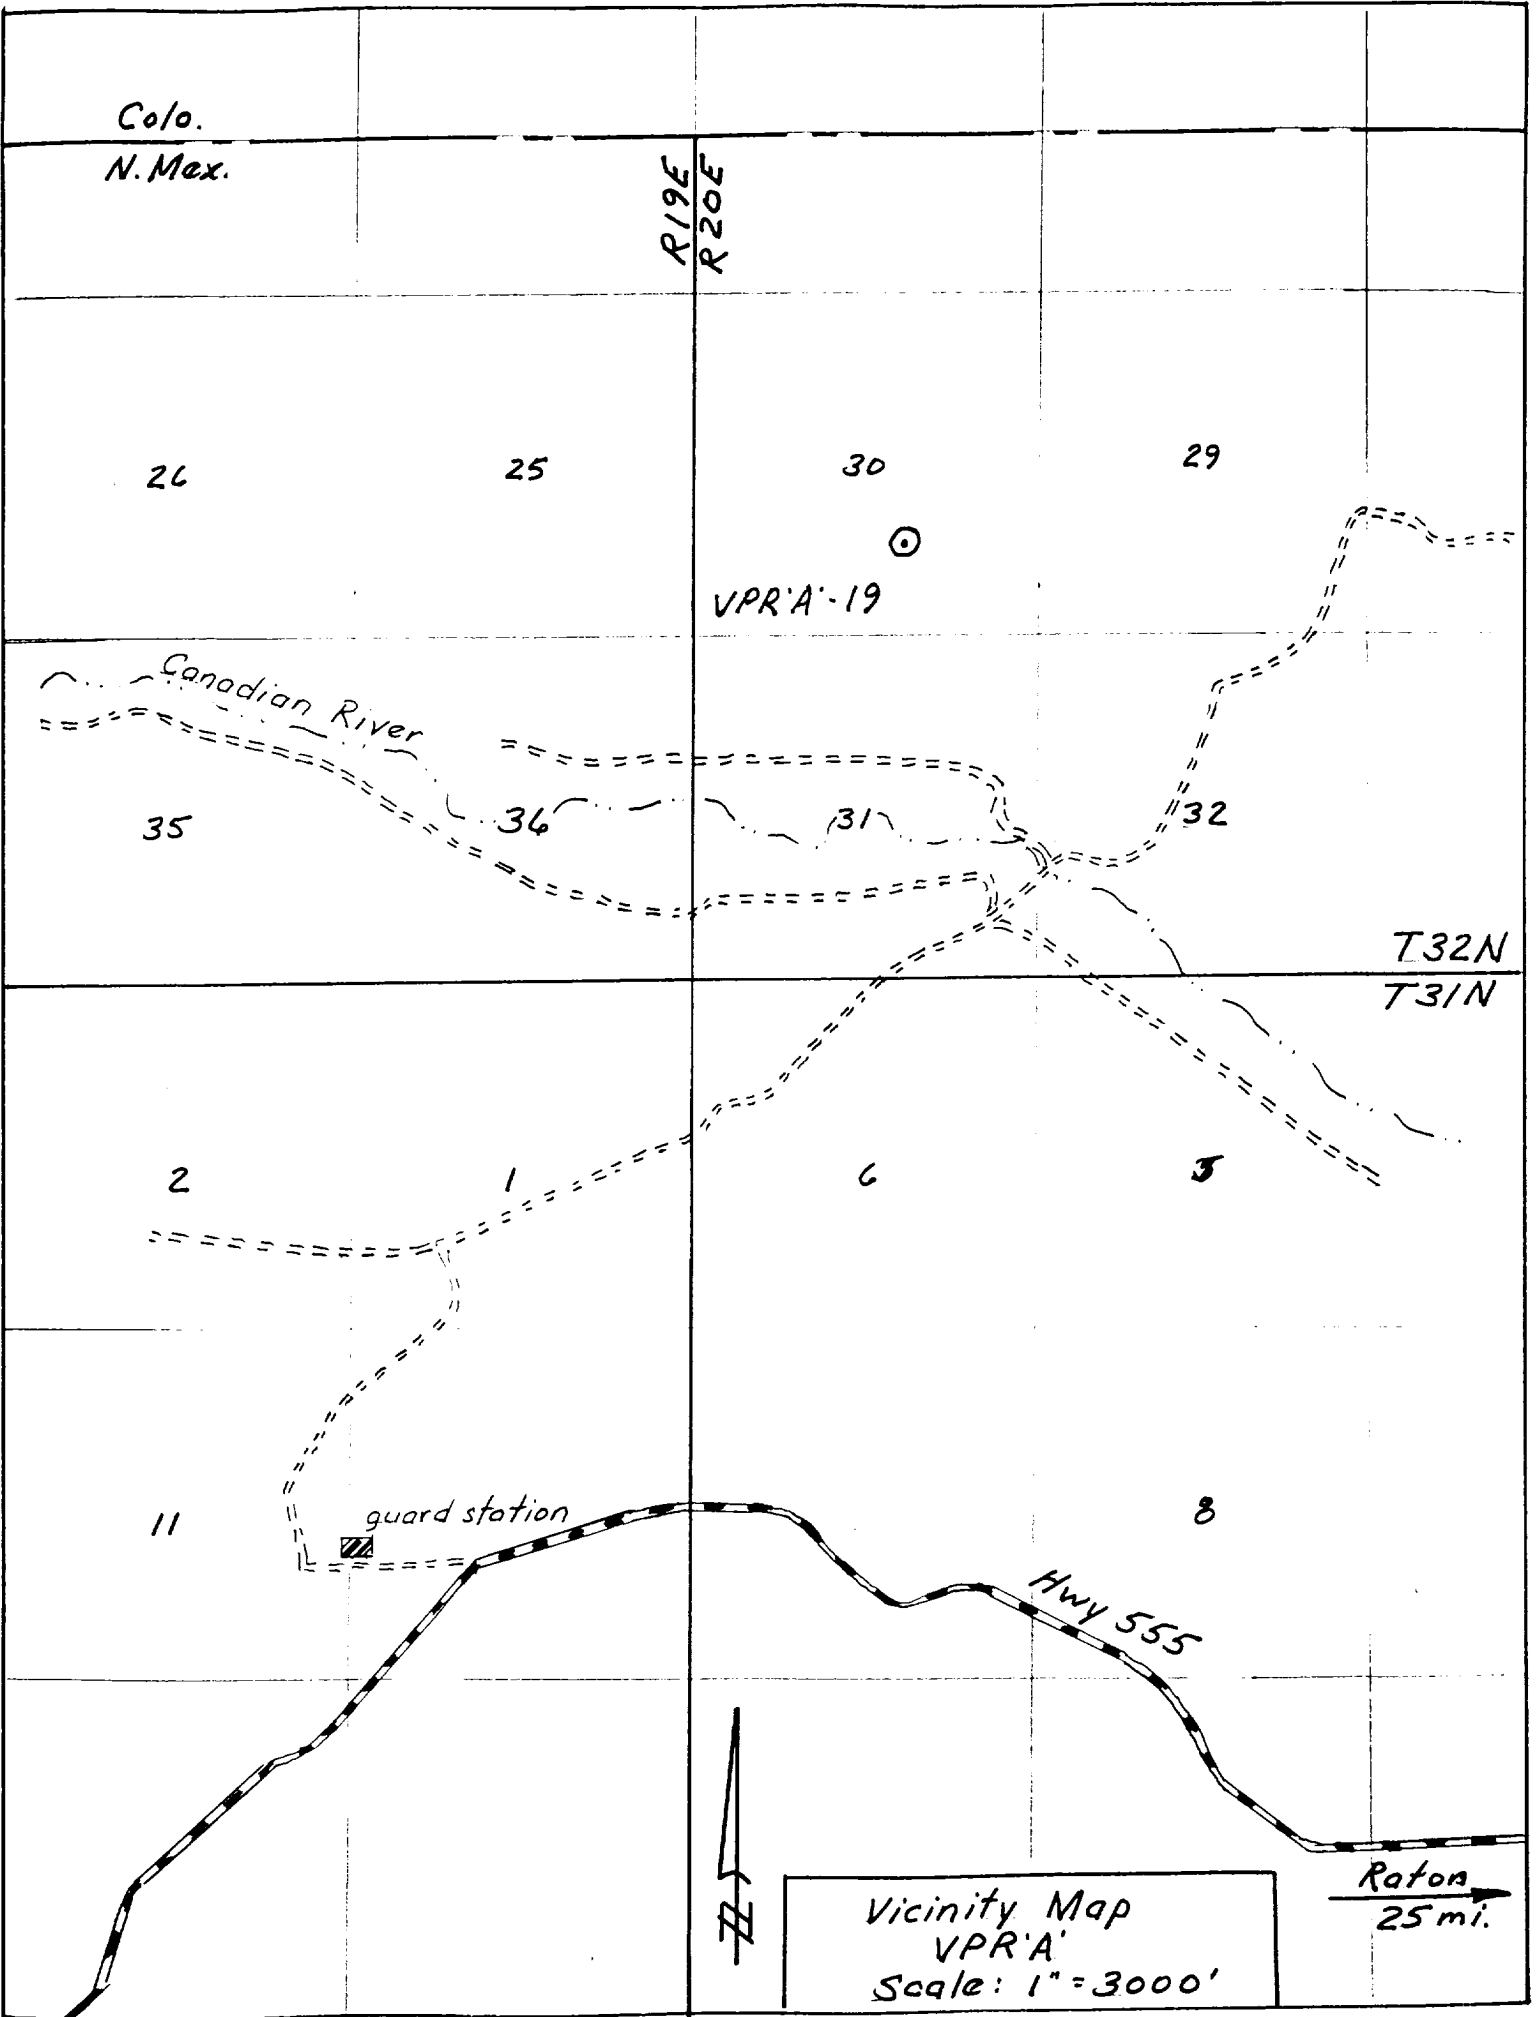 Colo.
N. Mex.
R19E
R20E
26 25 30 29
VPR 'A' - 19
Canadian River
35 36 31 32
T32N
T31N
2 1 6 5
11 guard station 8
Hwy 555
Raton
25 mi.
N
Vicinity Map
VPR 'A'
Scale: 1" = 3000'